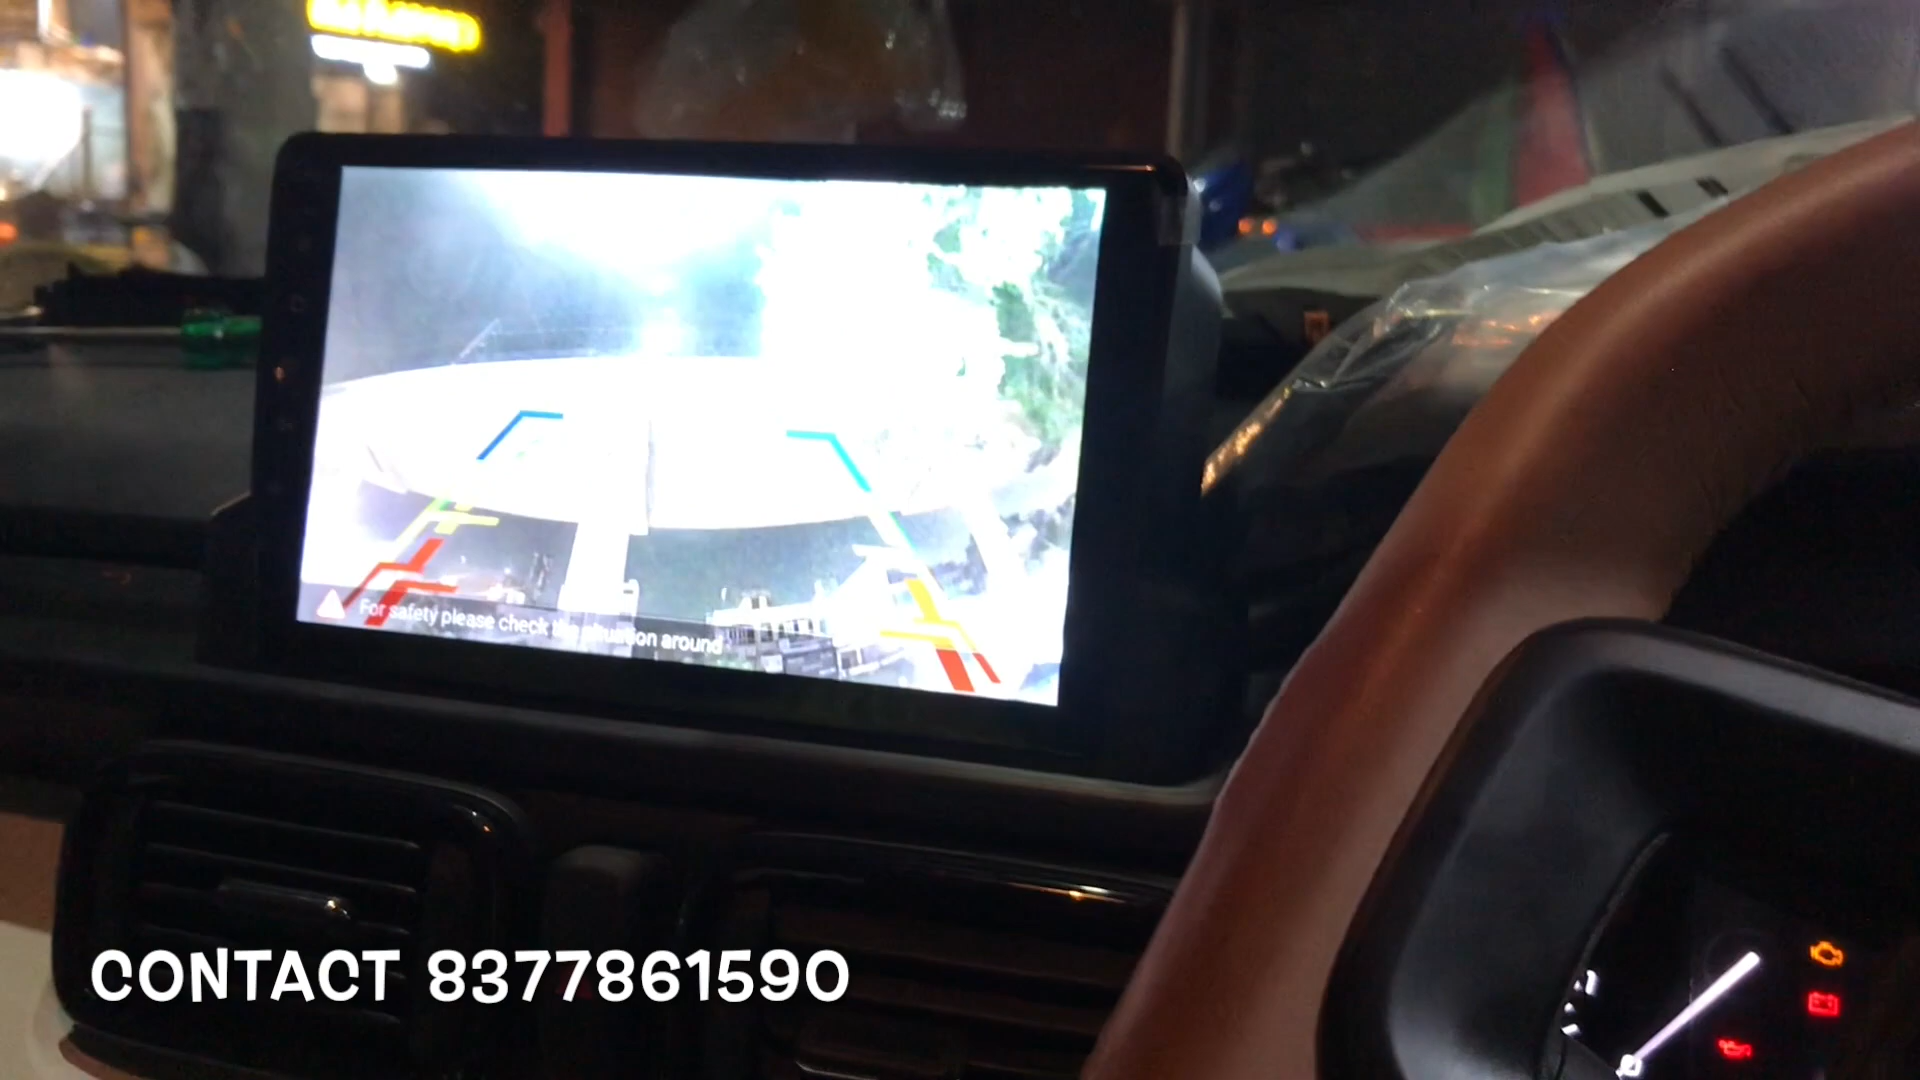 For safety please check the situation around
CONTACT 8377861590